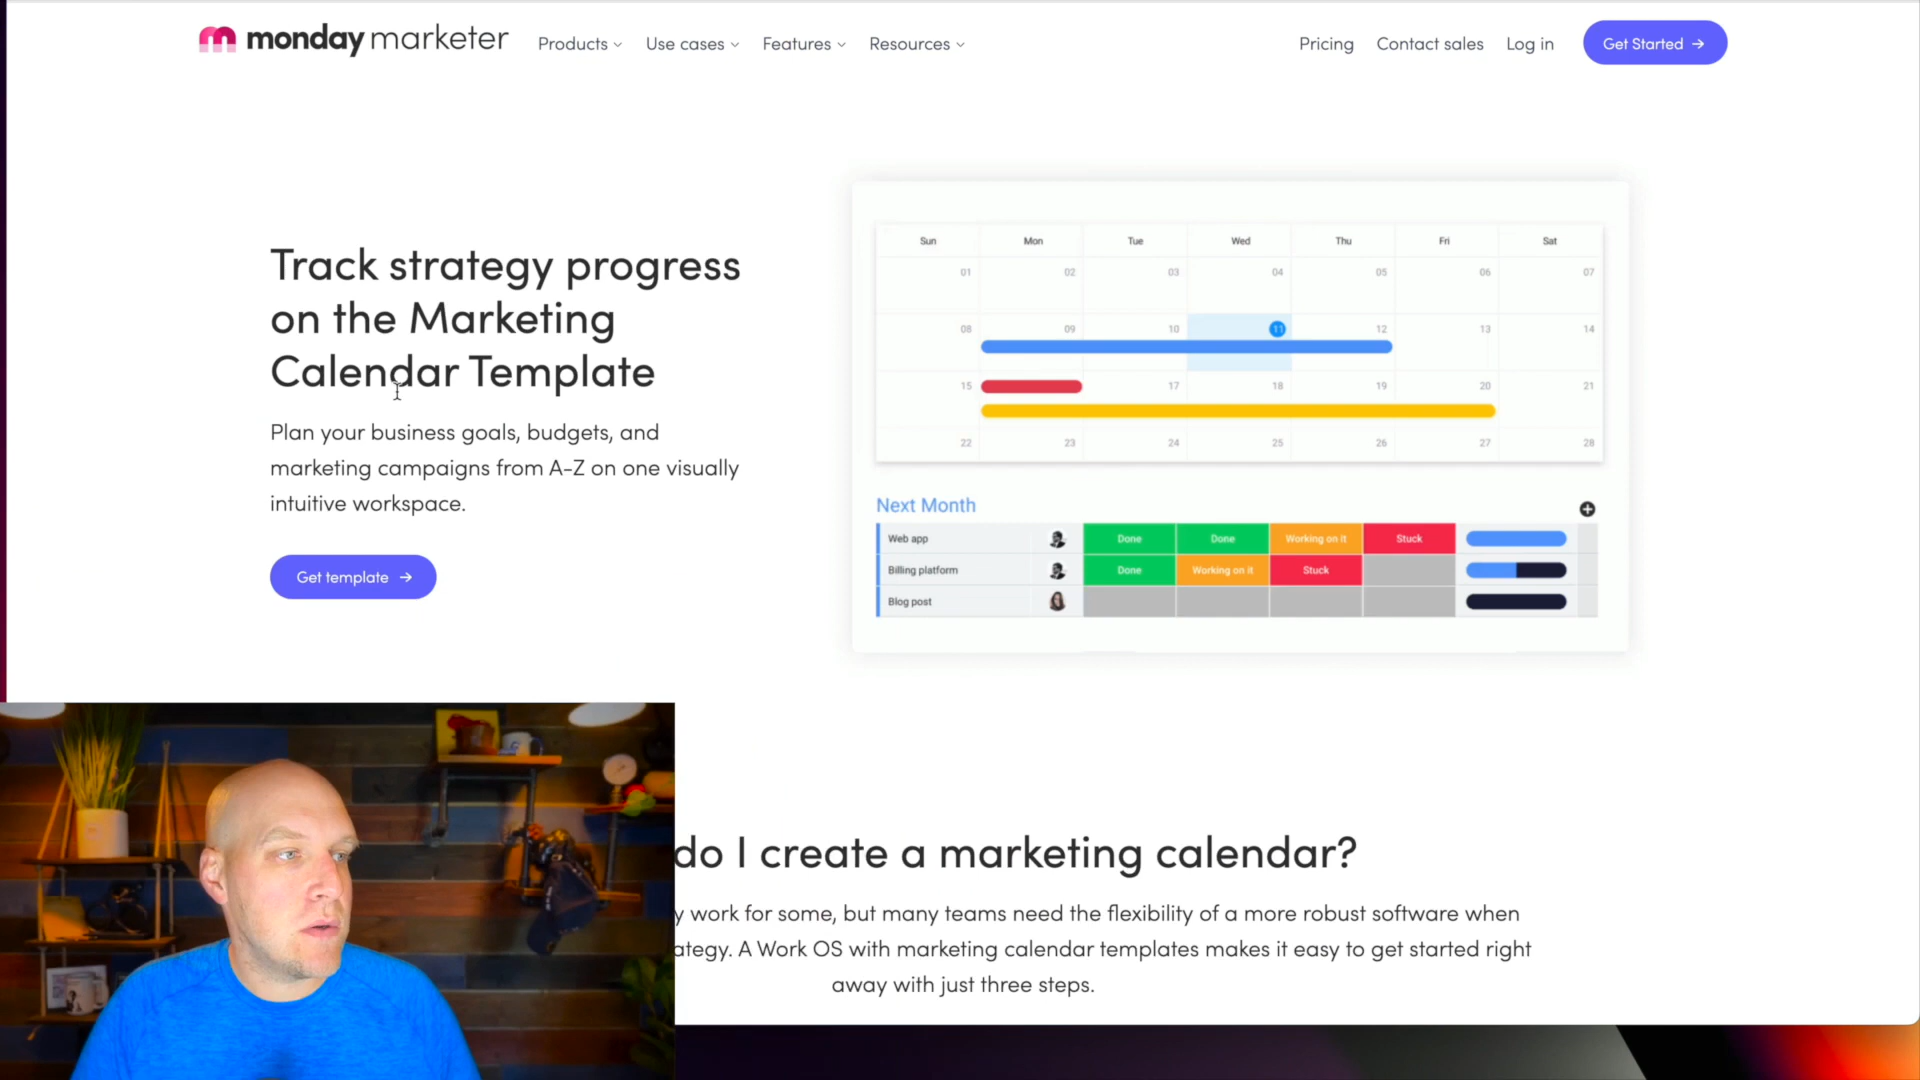 monday marketer
Products
Use cases
Features
Resources
Pricing
Contact sales
Log in
Get Started →
Track strategy progress
on the Marketing
Calendar Template
Plan your business goals, budgets, and
marketing campaigns from A-Z on one visually
intuitive workspace.
Get template →
Sun Mon Tue Wed Thu Fri Sat
01 02 03 04 05 06 07
08 09 10 11 12 13 14
15 17 18 19 20 21
22 23 24 25 26 27 28
Next Month
Web app Done Done Working on it Stuck
Billing platform Done Working on it Stuck
Blog post
do I create a marketing calendar?
y work for some, but many teams need the flexibility of a more robust software when
ategy. A Work OS with marketing calendar templates makes it easy to get started right
away with just three steps.